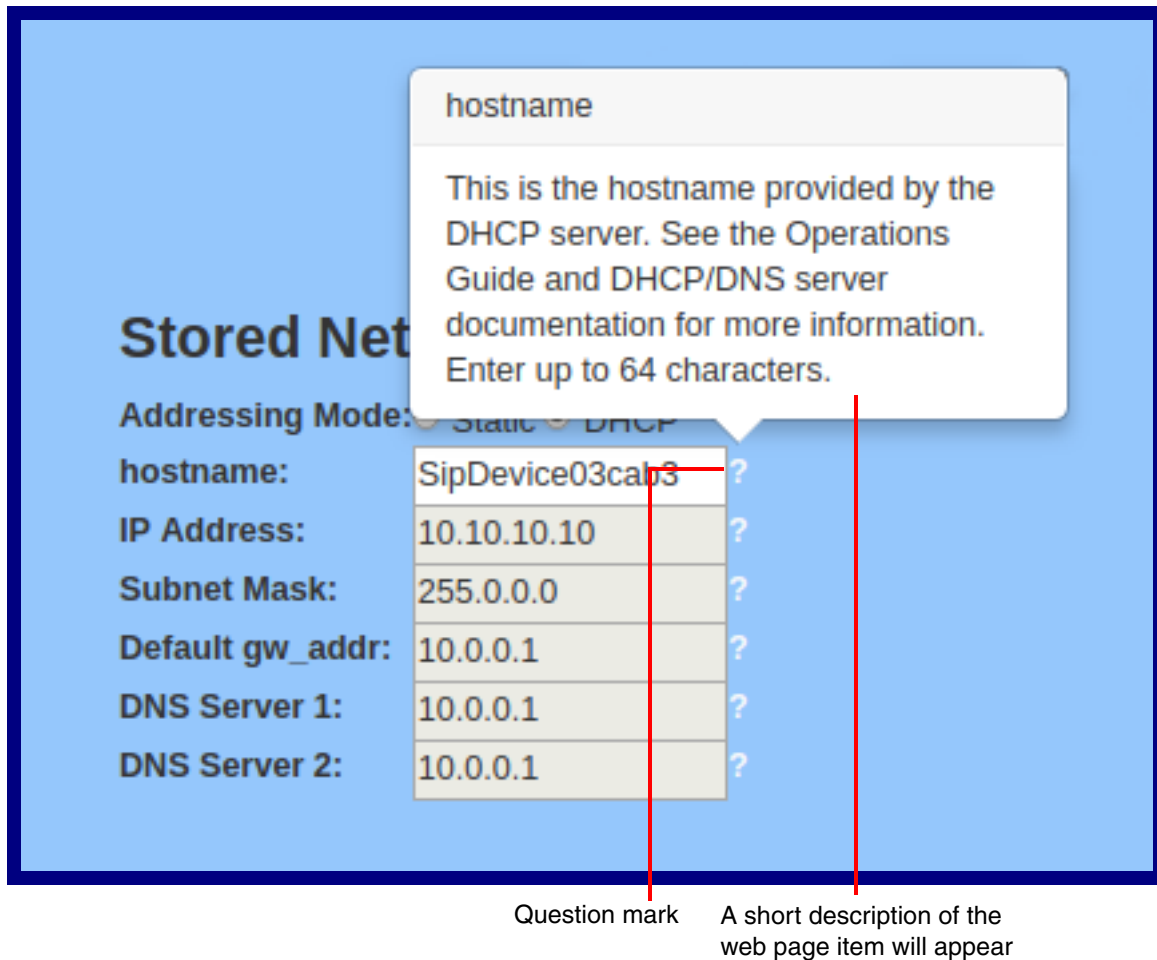 hostname
This is the hostname provided by the
DHCP server. See the Operations
Guide and DHCP/DNS server
documentation for more information.
Enter up to 64 characters.
Stored Net
Addressing Mode: Static DHCP
hostname: SipDevice03cab3 ?
IP Address: 10.10.10.10 ?
Subnet Mask: 255.0.0.0 ?
Default gw_addr: 10.0.0.1 ?
DNS Server 1: 10.0.0.1 ?
DNS Server 2: 10.0.0.1 ?
Question mark
A short description of the
web page item will appear